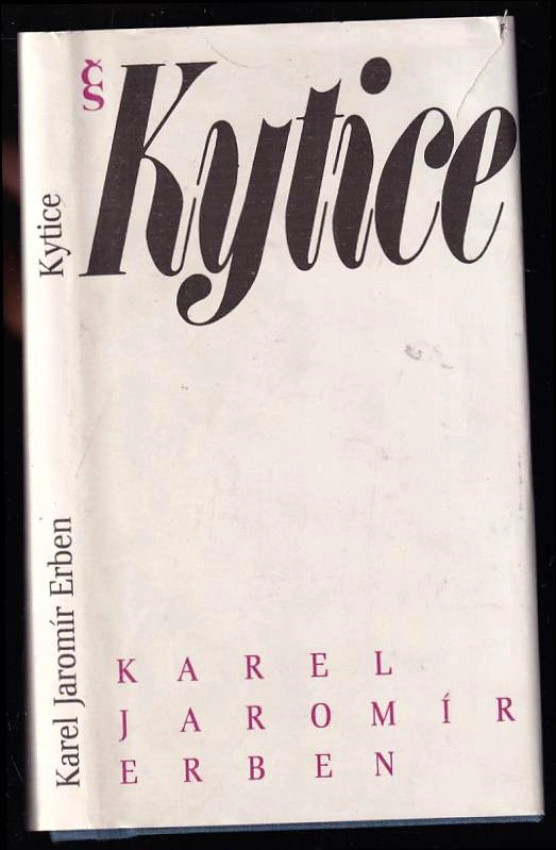 ČS
Kytice
Kytice
Karel Jaromír Erben
KAREL
JAROMÍR
ERBEN